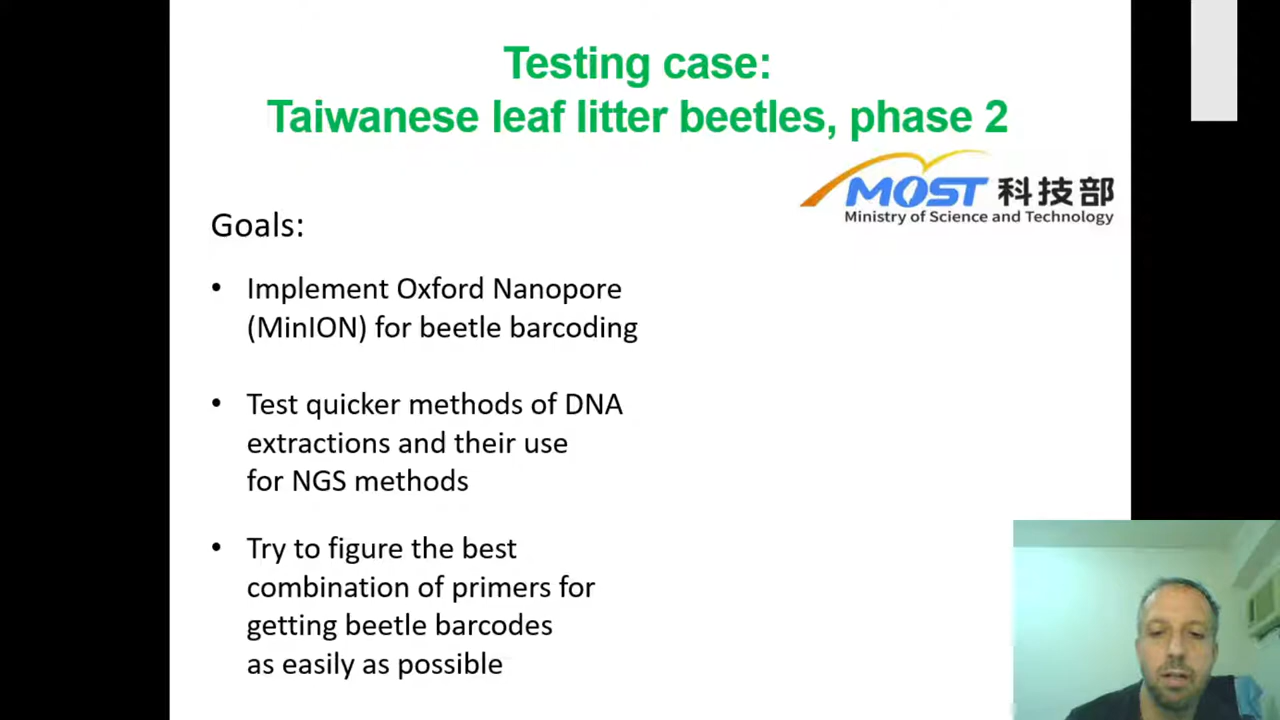 Testing case:
Taiwanese leaf litter beetles, phase 2
MOST 科技部
Ministry of Science and Technology
Goals:
• Implement Oxford Nanopore
(MinION) for beetle barcoding
• Test quicker methods of DNA
extractions and their use
for NGS methods
• Try to figure the best
combination of primers for
getting beetle barcodes
as easily as possible